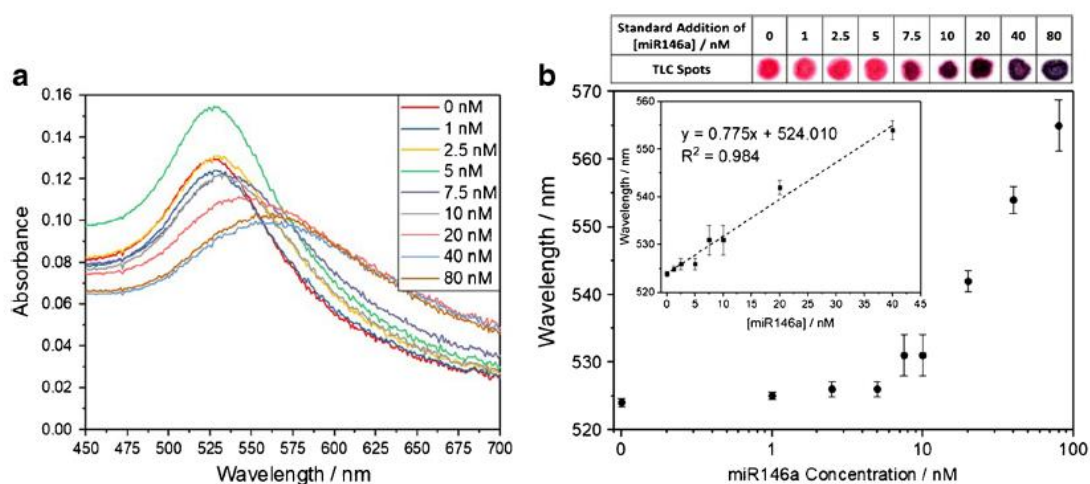 Standard Addition of [miR146a] / nM 0 1 2.5 5 7.5 10 20 40 80
TLC Spots
a
0.16
0.14
0.12
0.10
0.08
0.06
0.04
0.02
0.00
Absorbance
450 475 500 525 550 575 600 625 650 675 700
Wavelength / nm
0 nM
1 nM
2.5 nM
5 nM
7.5 nM
10 nM
20 nM
40 nM
80 nM
b
570
560
550
540
530
520
Wavelength / nm
0 1 10 100
miR146a Concentration / nM
560
550
540
530
520
Wavelength / nm
y = 0.775x + 524.010
R² = 0.984
0 5 10 15 20 25 30 35 40 45
[miR146a] / nM